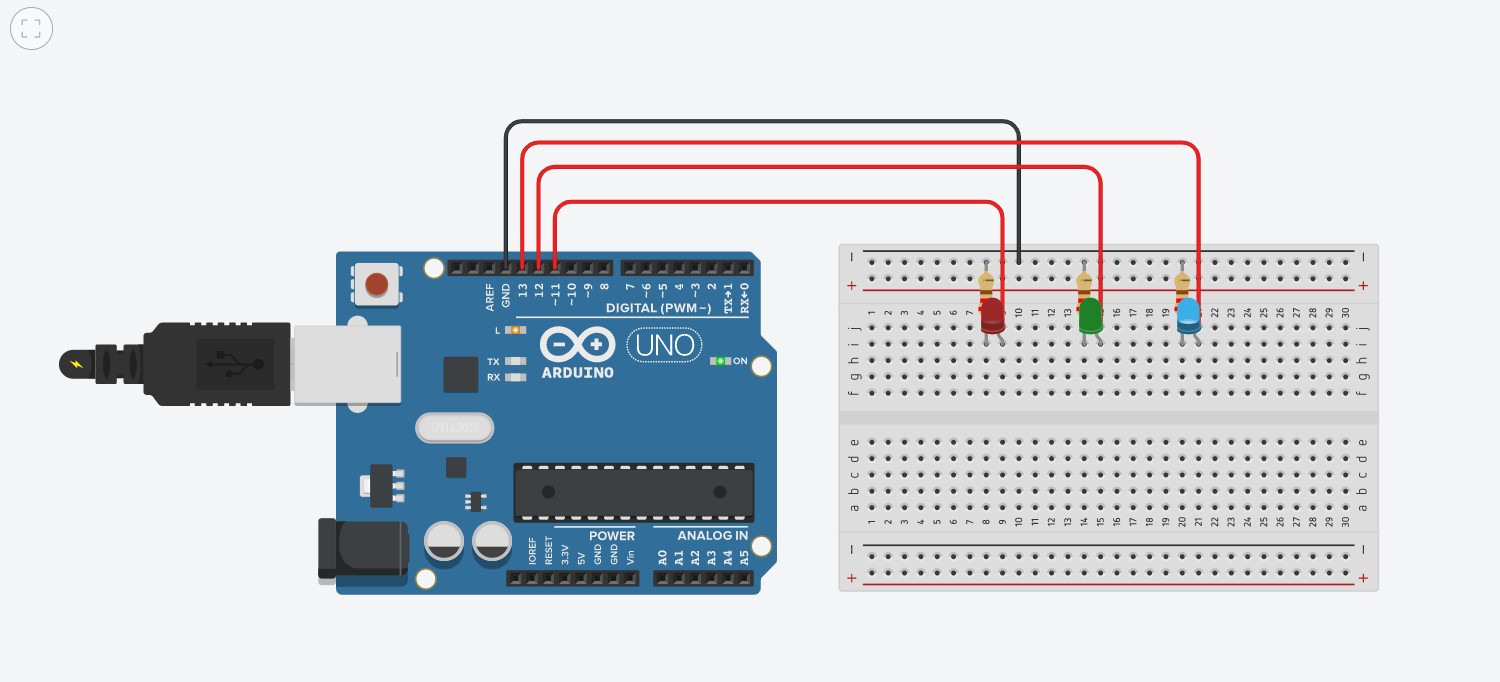 − −
+ +
1 2 3 4 5 6 7 8 9 10 11 12 13 14 15 16 17 18 19 20 21 22 23 24 25 26 27 28 29 30
AREF GND 13 12 ~11 ~10 ~9 8 7 ~6 ~5 4 ~3 2 TX→1 RX←0
DIGITAL (PWM~)
L
TX
RX
UNO
ON
ARDUINO
j j
i i
h h
g g
f f
SPK16.000G
e e
d d
c c
b b
a a
1 2 3 4 5 6 7 8 9 10 11 12 13 14 15 16 17 18 19 20 21 22 23 24 25 26 27 28 29 30
POWER ANALOG IN
IOREF RESET 3.3V 5V GND GND Vin A0 A1 A2 A3 A4 A5
− −
+ +